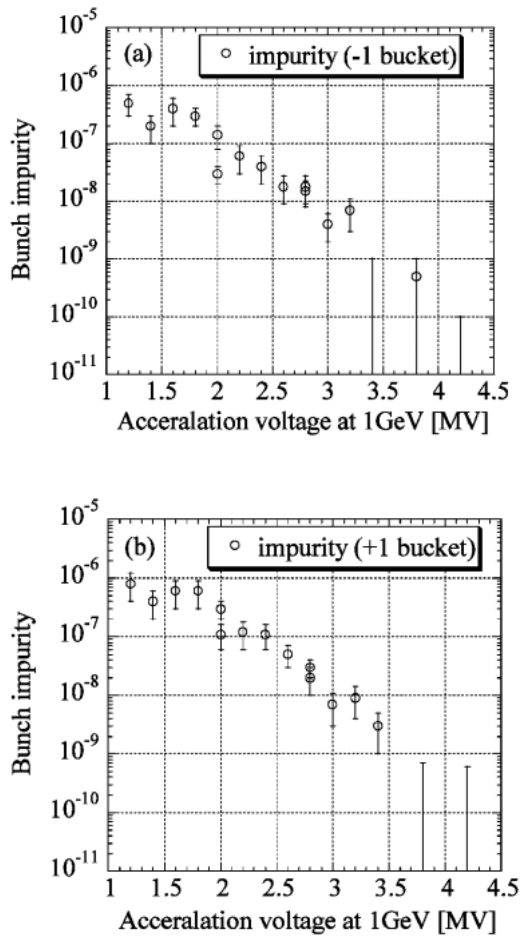 10-5
(a)
impurity (-1 bucket)
10-6
10-7
10-8
10-9
10-10
10-11
Bunch impurity
1 1.5 2 2.5 3 3.5 4 4.5
Acceralation voltage at 1GeV [MV]
10-5
(b)
impurity (+1 bucket)
10-6
10-7
10-8
10-9
10-10
10-11
Bunch impurity
1 1.5 2 2.5 3 3.5 4 4.5
Acceralation voltage at 1GeV [MV]